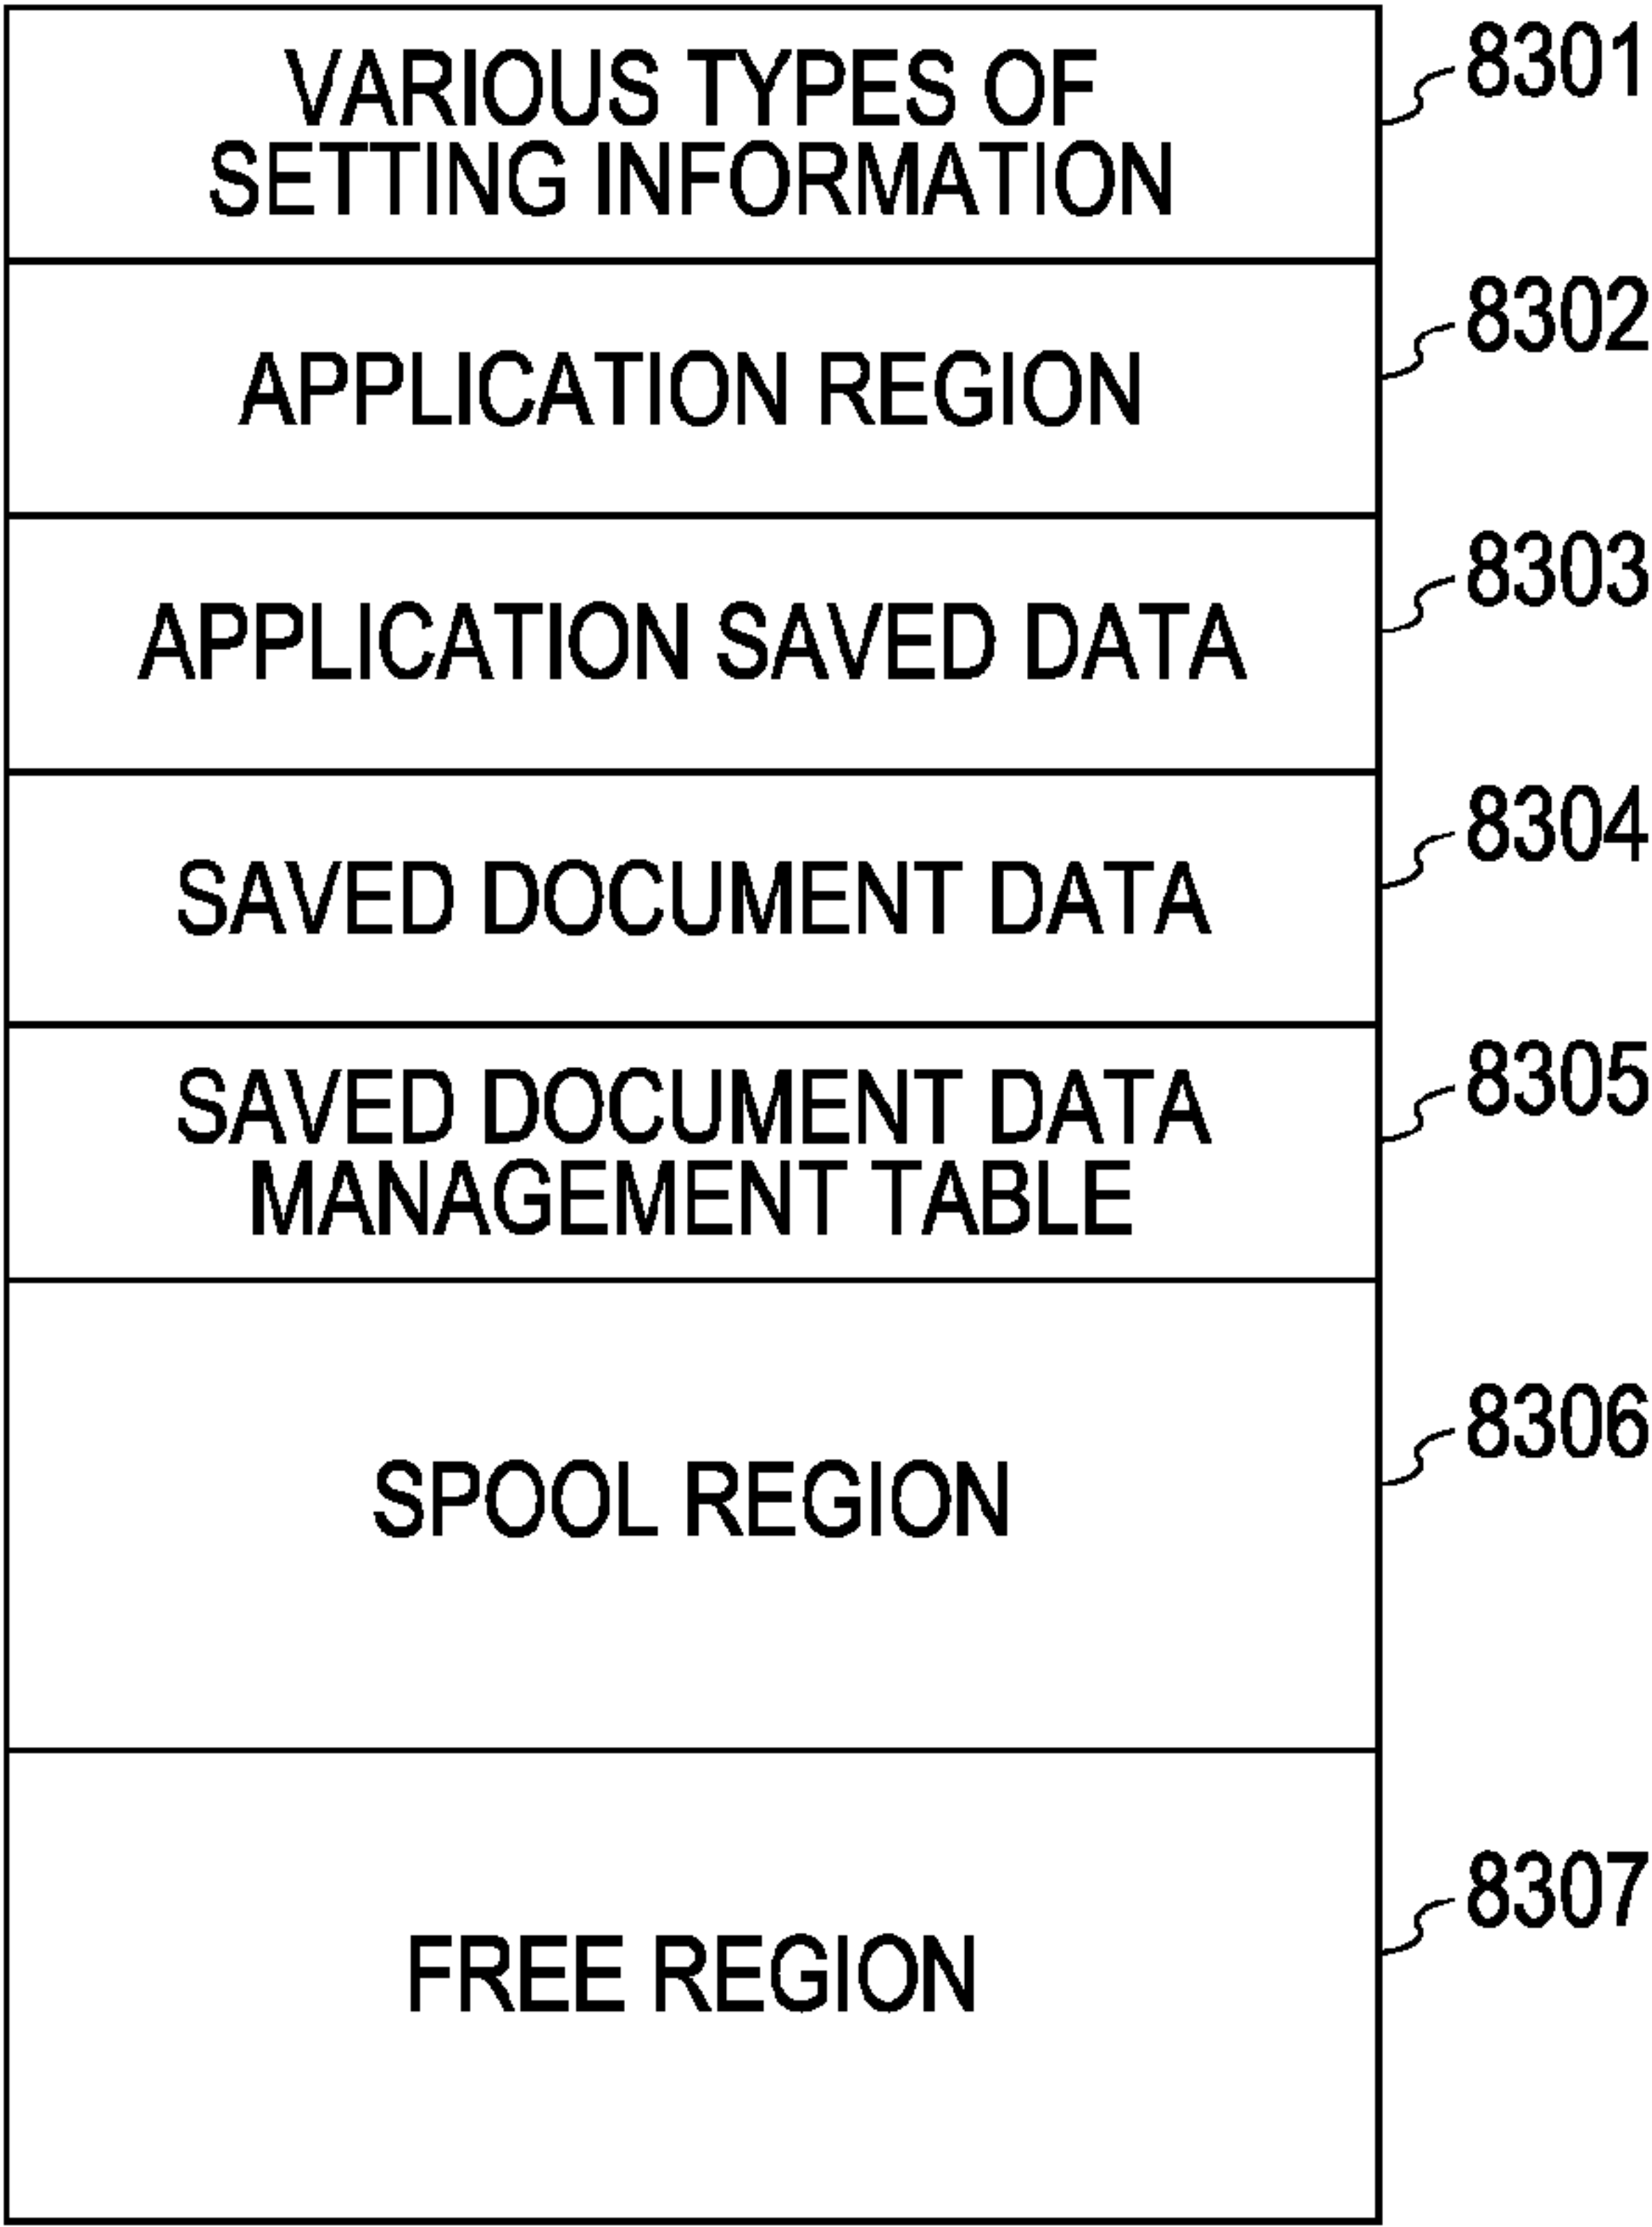 VARIOUS TYPES OF
SETTING INFORMATION
8301
APPLICATION REGION
8302
APPLICATION SAVED DATA
8303
SAVED DOCUMENT DATA
8304
SAVED DOCUMENT DATA
MANAGEMENT TABLE
8305
SPOOL REGION
8306
FREE REGION
8307